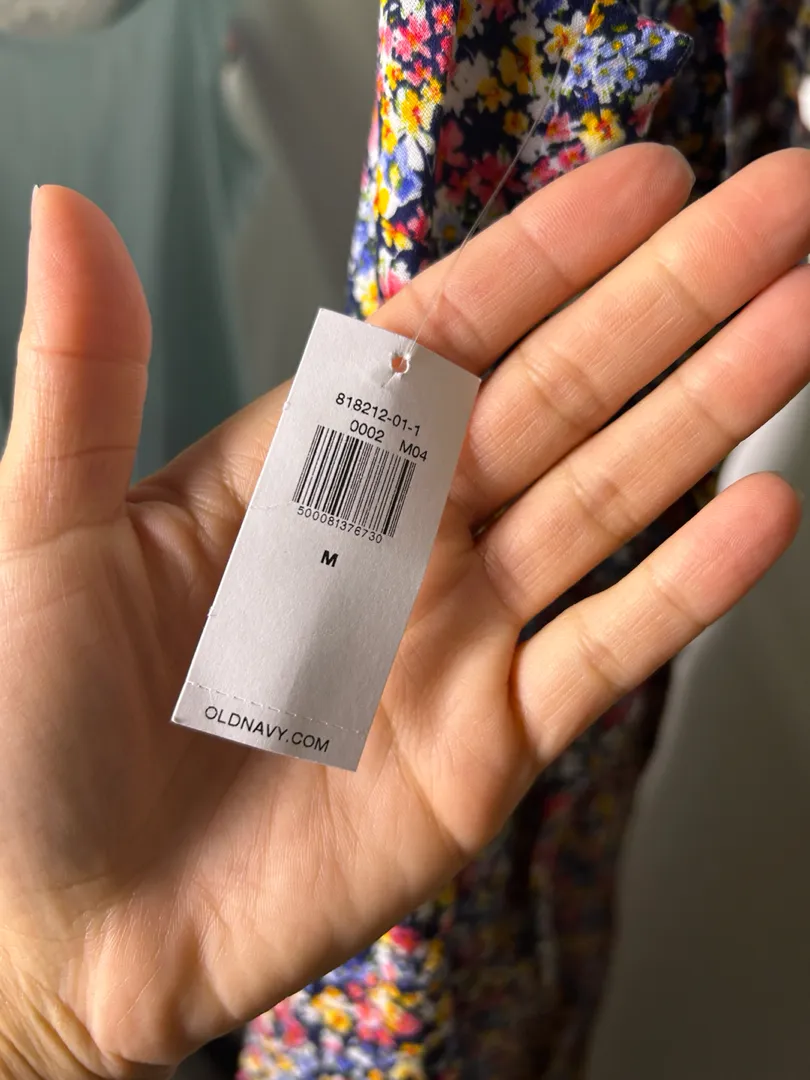 818212-01-1
0002 M04
500081376730
M
OLDNAVY.COM